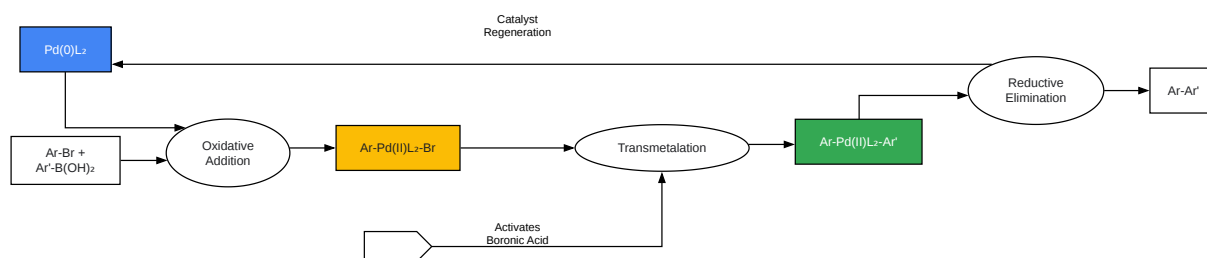 Catalyst
Regeneration
Pd(0)L₂
Reductive
Elimination
Ar-Ar'
Oxidative
Addition
Ar-Br +
Ar'-B(OH)₂
Ar-Pd(II)L₂-Br
Transmetalation
Ar-Pd(II)L₂-Ar'
Activates
Boronic Acid